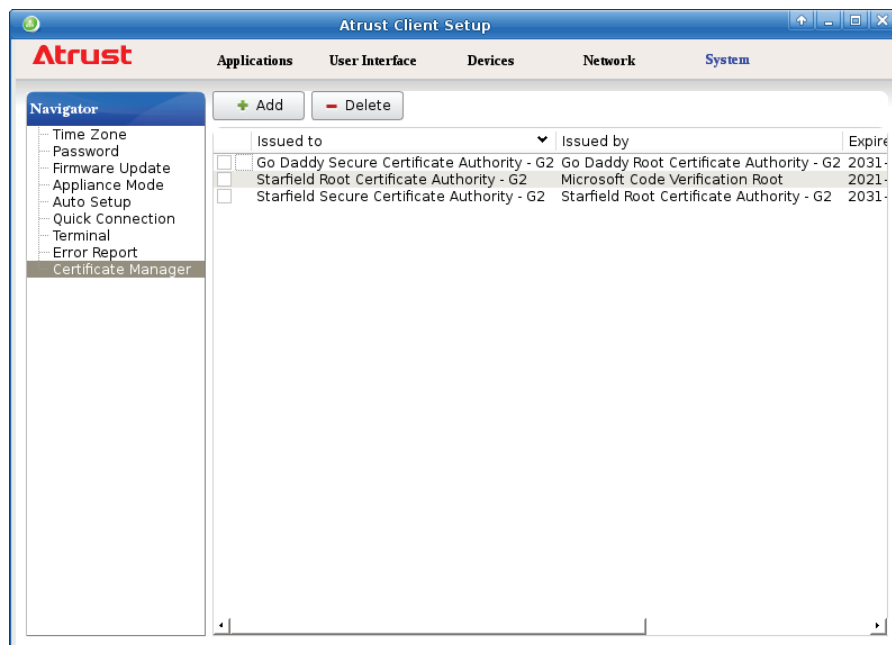 Atrust Client Setup
Atrust
Applications User Interface Devices Network System
Navigator
Time Zone
Password
Firmware Update
Appliance Mode
Auto Setup
Quick Connection
Terminal
Error Report
Certificate Manager
Add Delete
Issued to Issued by Expire
Go Daddy Secure Certificate Authority - G2 Go Daddy Root Certificate Authority - G2 2031-
Starfield Root Certificate Authority - G2 Microsoft Code Verification Root 2021-
Starfield Secure Certificate Authority - G2 Starfield Root Certificate Authority - G2 2031-